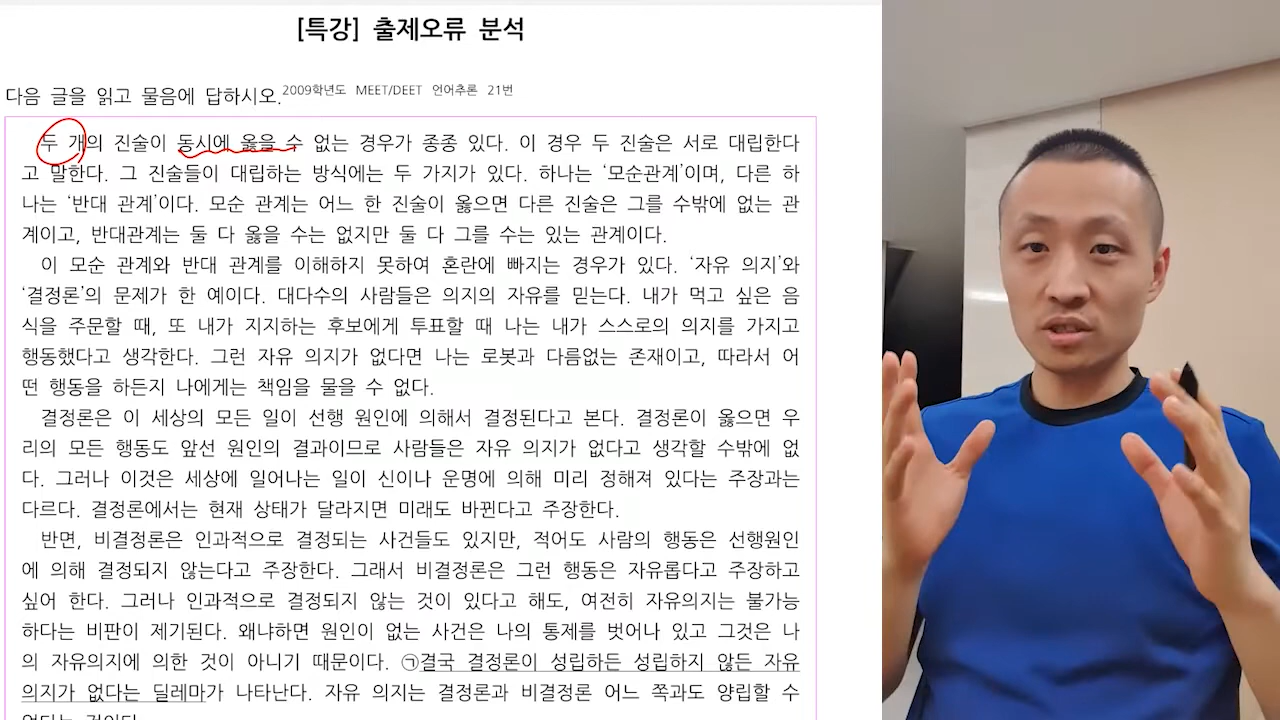 [특강] 출제오류 분석
다음 글을 읽고 물음에 답하시오. 2009학년도 MEET/DEET 언어추론 21번
두 개의 진술이 동시에 옳을 수 없는 경우가 종종 있다. 이 경우 두 진술은 서로 대립한다
고 말한다. 그 진술들이 대립하는 방식에는 두 가지가 있다. 하나는 ‘모순관계’이며, 다른 하
나는 ‘반대 관계’이다. 모순 관계는 어느 한 진술이 옳으면 다른 진술은 그를 수밖에 없는 관
계이고, 반대관계는 둘 다 옳을 수는 없지만 둘 다 그를 수는 있는 관계이다.
이 모순 관계와 반대 관계를 이해하지 못하여 혼란에 빠지는 경우가 있다. ‘자유 의지’와
‘결정론’의 문제가 한 예이다. 대다수의 사람들은 의지의 자유를 믿는다. 내가 먹고 싶은 음
식을 주문할 때, 또 내가 지지하는 후보에게 투표할 때 나는 내가 스스로의 의지를 가지고
행동했다고 생각한다. 그런 자유 의지가 없다면 나는 로봇과 다름없는 존재이고, 따라서 어
떤 행동을 하든지 나에게는 책임을 물을 수 없다.
결정론은 이 세상의 모든 일이 선행 원인에 의해서 결정된다고 본다. 결정론이 옳으면 우
리의 모든 행동도 앞선 원인의 결과이므로 사람들은 자유 의지가 없다고 생각할 수밖에 없
다. 그러나 이것은 세상에 일어나는 일이 신이나 운명에 의해 미리 정해져 있다는 주장과는
다르다. 결정론에서는 현재 상태가 달라지면 미래도 바뀐다고 주장한다.
반면, 비결정론은 인과적으로 결정되는 사건들도 있지만, 적어도 사람의 행동은 선행원인
에 의해 결정되지 않는다고 주장한다. 그래서 비결정론은 그런 행동은 자유롭다고 주장하고
싶어 한다. 그러나 인과적으로 결정되지 않는 것이 있다고 해도, 여전히 자유의지는 불가능
하다는 비판이 제기된다. 왜냐하면 원인이 없는 사건은 나의 통제를 벗어나 있고 그것은 나
의 자유의지에 의한 것이 아니기 때문이다. ㉠결국 결정론이 성립하든 성립하지 않든 자유
의지가 없다는 딜레마가 나타난다. 자유 의지는 결정론과 비결정론 어느 쪽과도 양립할 수